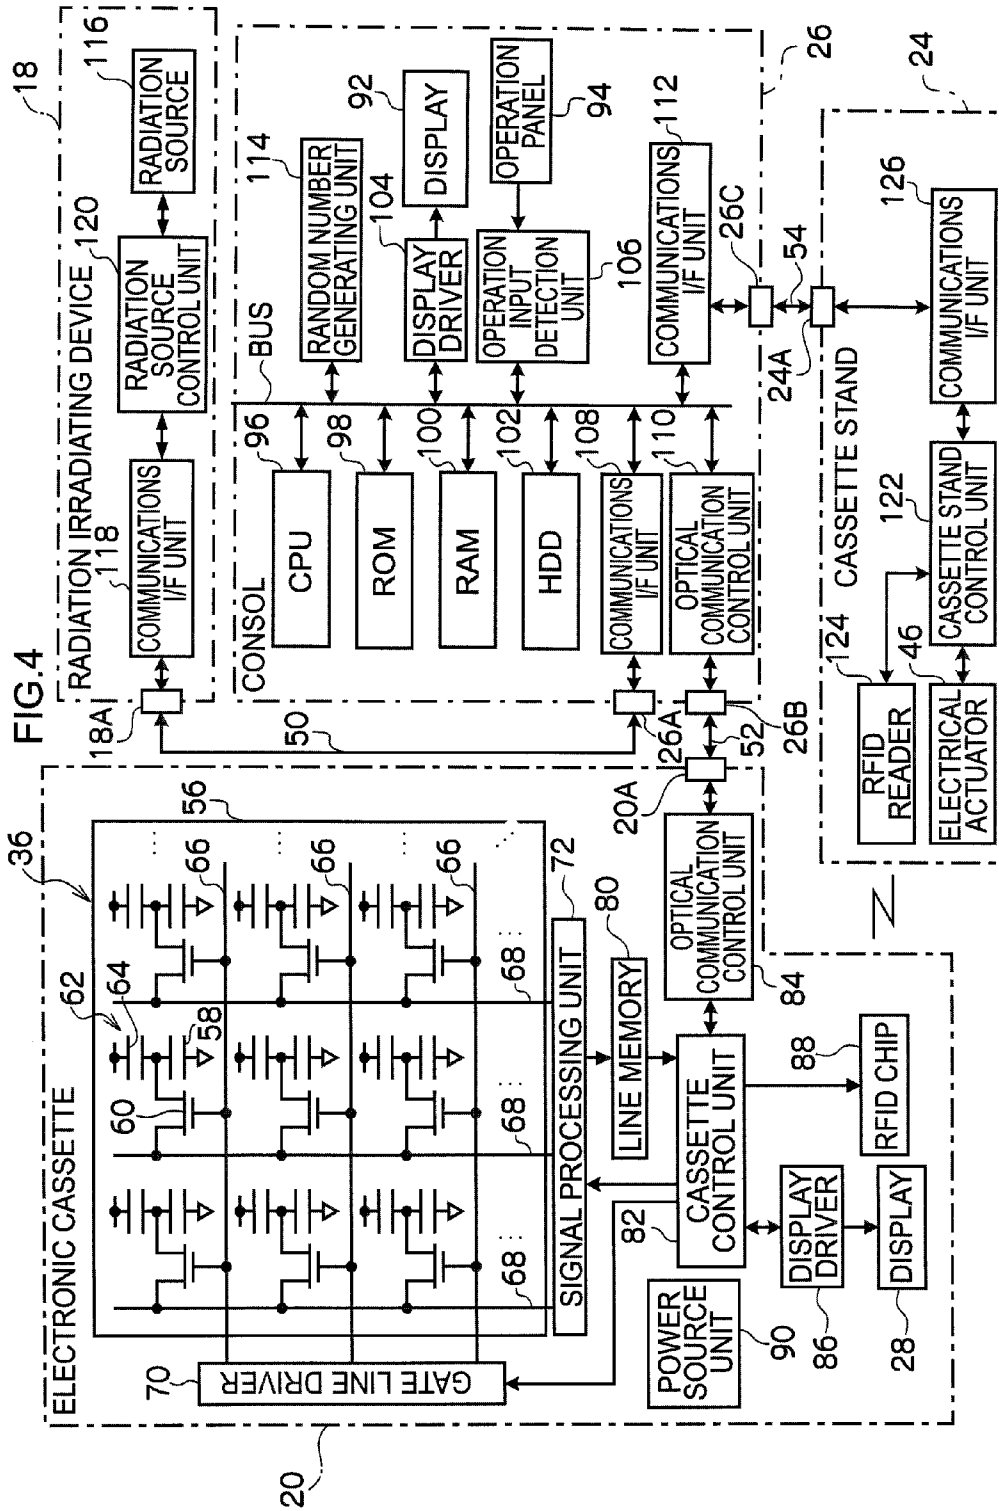 FIG.4
ELECTRONIC CASSETTE
20
36
56
62
64
58
60
66
66
66
68
68
68
70
GATE LINE DRIVER
SIGNAL PROCESSING UNIT
72
LINE MEMORY
80
82
CASSETTE
CONTROL UNIT
OPTICAL
COMMUNICATION
CONTROL UNIT
84
20A
POWER
SOURCE
UNIT
90
DISPLAY
DRIVER
86
DISPLAY
28
88
RFID CHIP
RADIATION IRRADIATING DEVICE
18
18A
118
COMMUNICATIONS
I/F UNIT
120
RADIATION
SOURCE
CONTROL UNIT
116
RADIATION
SOURCE
50
52
54
CONSOL
26
26A
26B
26C
BUS
96
CPU
98
ROM
100
RAM
102
HDD
108
COMMUNICATIONS
I/F UNIT
110
OPTICAL
COMMUNICATION
CONTROL UNIT
114
RANDOM NUMBER
GENERATING UNIT
104
DISPLAY
DRIVER
92
DISPLAY
OPERATION
INPUT
DETECTION
UNIT
106
OPERATION
PANEL
94
COMMUNICATIONS
I/F UNIT
112
CASSETTE STAND
24
24A
124
RFID
READER
46
ELECTRICAL
ACTUATOR
122
CASSETTE STAND
CONTROL UNIT
126
COMMUNICATIONS
I/F UNIT